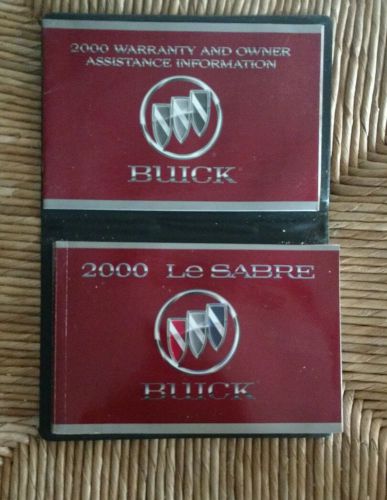 2000 WARRANTY AND OWNER
ASSISTANCE INFORMATION
BUICK
2000 Le SABRE
BUICK